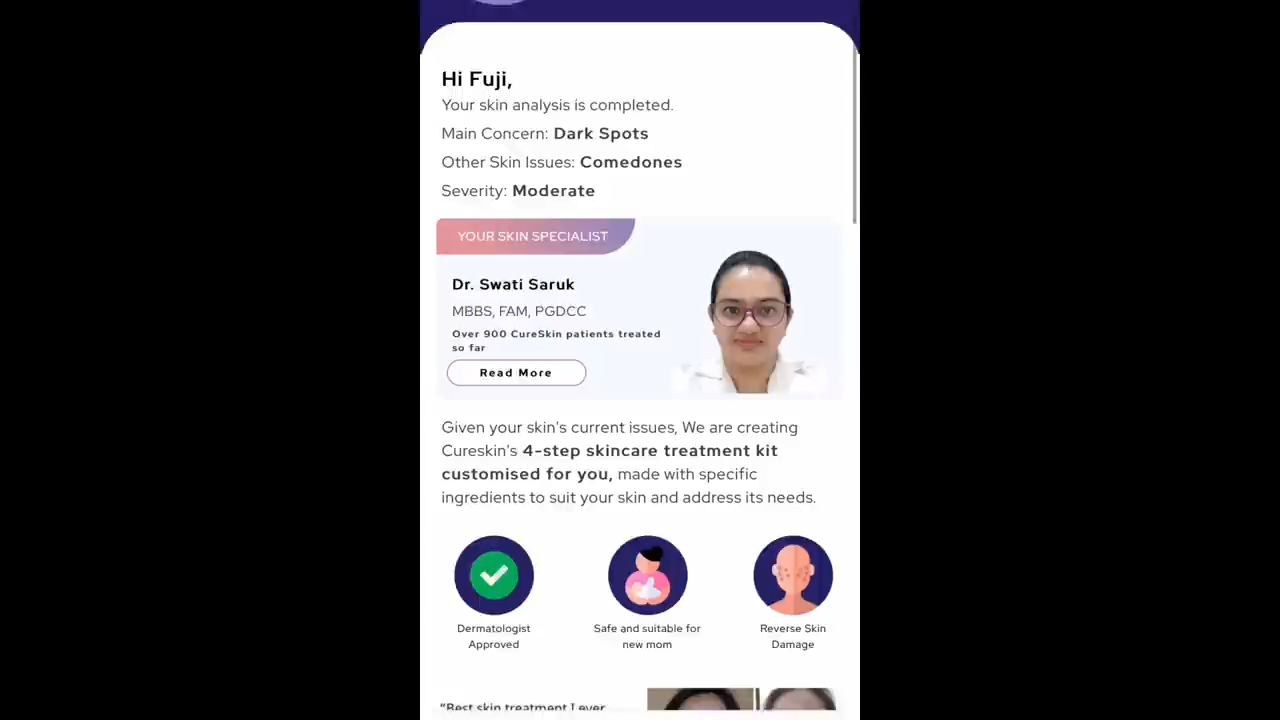 Hi Fuji,
Your skin analysis is completed.
Main Concern: Dark Spots
Other Skin Issues: Comedones
Severity: Moderate
YOUR SKIN SPECIALIST
Dr. Swati Saruk
MBBS, FAM, PGDCC
Over 900 CureSkin patients treated
so far
Read More
Given your skin's current issues, We are creating
Cureskin's 4-step skincare treatment kit
customised for you, made with specific
ingredients to suit your skin and address its needs.
Dermatologist
Approved
Safe and suitable for
new mom
Reverse Skin
Damage
“Best skin treatment I ever